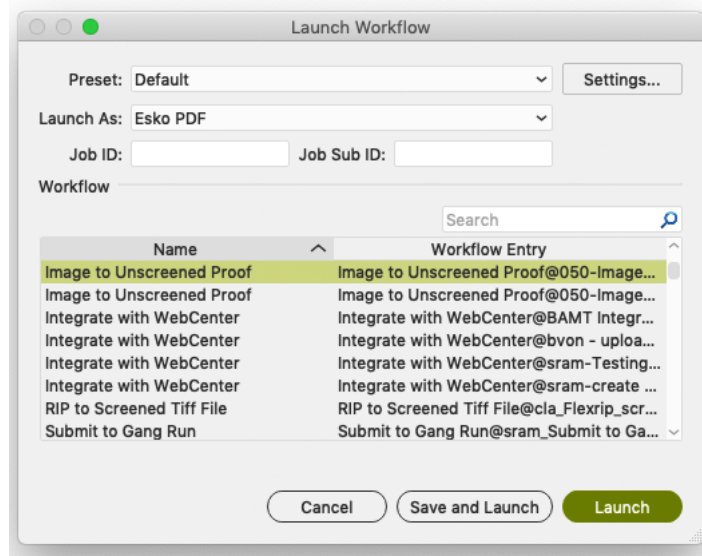 Launch Workflow
Preset: Default Settings...
Launch As: Esko PDF
Job ID: Job Sub ID:
Workflow
Search
Name Workflow Entry
Image to Unscreened Proof Image to Unscreened Proof@050-Image...
Image to Unscreened Proof Image to Unscreened Proof@050-Image...
Integrate with WebCenter Integrate with WebCenter@BAMT Integr...
Integrate with WebCenter Integrate with WebCenter@bvon - uploa...
Integrate with WebCenter Integrate with WebCenter@sram-Testing...
Integrate with WebCenter Integrate with WebCenter@sram-create ...
RIP to Screened Tiff File RIP to Screened Tiff File@cla_Flexrip_scr...
Submit to Gang Run Submit to Gang Run@sram_Submit to Ga...
Cancel Save and Launch Launch